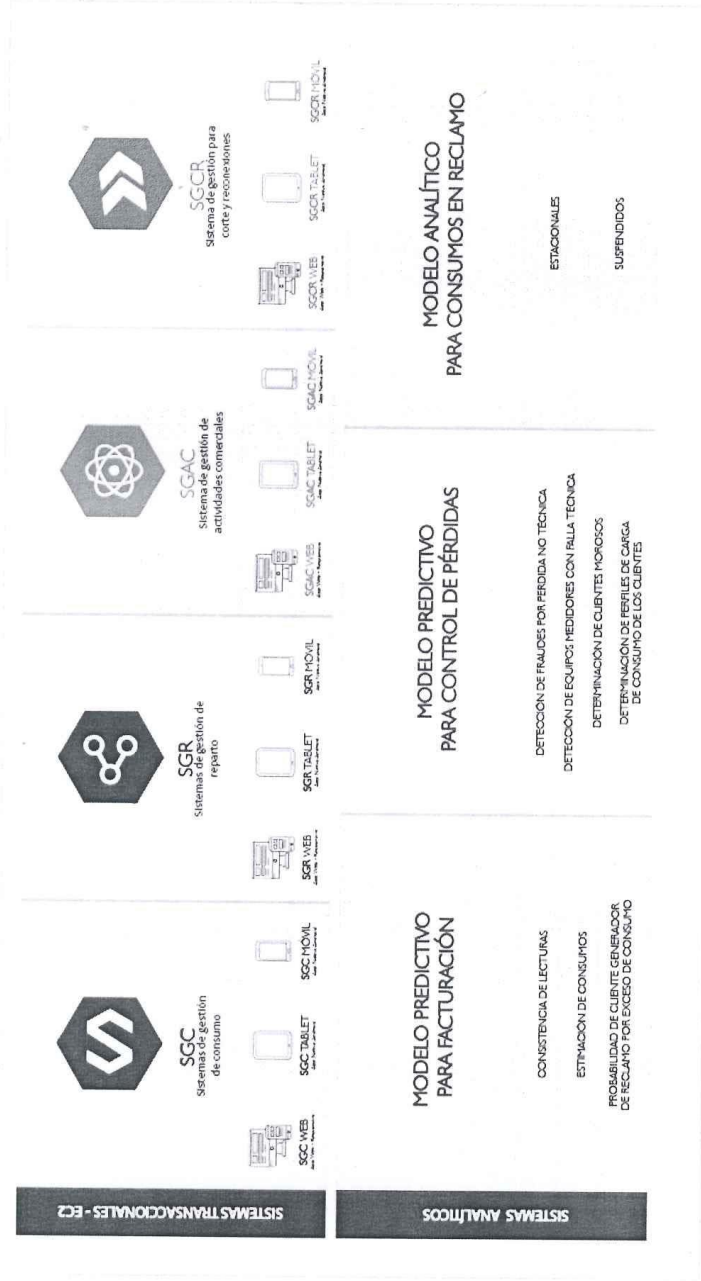 SISTEMAS TRANSACCIONALES - EC2
SGC
Sistemas de gestión
de consumo
SGC WEB
SGC TABLET
SGC MÓVIL
SGR
Sistemas de gestión de
reparto
SGR WEB
SGR TABLET
SGR MOVIL
SGAC
Sistema de gestión de
actividades comerciales
SGAC WEB
SGAC TABLET
SGAC MOVIL
SGCR
Sistema de gestión para
corte y reconexiones
SGCR WEB
SGCR TABLET
SGCR MOVIL
SISTEMAS ANALÍTICOS
MODELO PREDICTIVO
PARA FACTURACIÓN
CONSISTENCIA DE LECTURAS
ESTIMACIÓN DE CONSUMOS
PROBABILIDAD DE CLIENTE GENERADOR
DE RECLAMO POR EXCESO DE CONSUMO
MODELO PREDICTIVO
PARA CONTROL DE PÉRDIDAS
DETECCIÓN DE FRAUDES POR PERDIDA NO TÉCNICA
DETECCIÓN DE EQUIPOS MEDIDORES CON FALLA TÉCNICA
DETERMINACIÓN DE CLIENTES MOROSOS
DETERMINACIÓN DE PERFILES DE CARGA
DE CONSUMO DE LOS CLIENTES
MODELO ANALÍTICO
PARA CONSUMOS EN RECLAMO
ESTACIONALES
SUSPENDIDOS